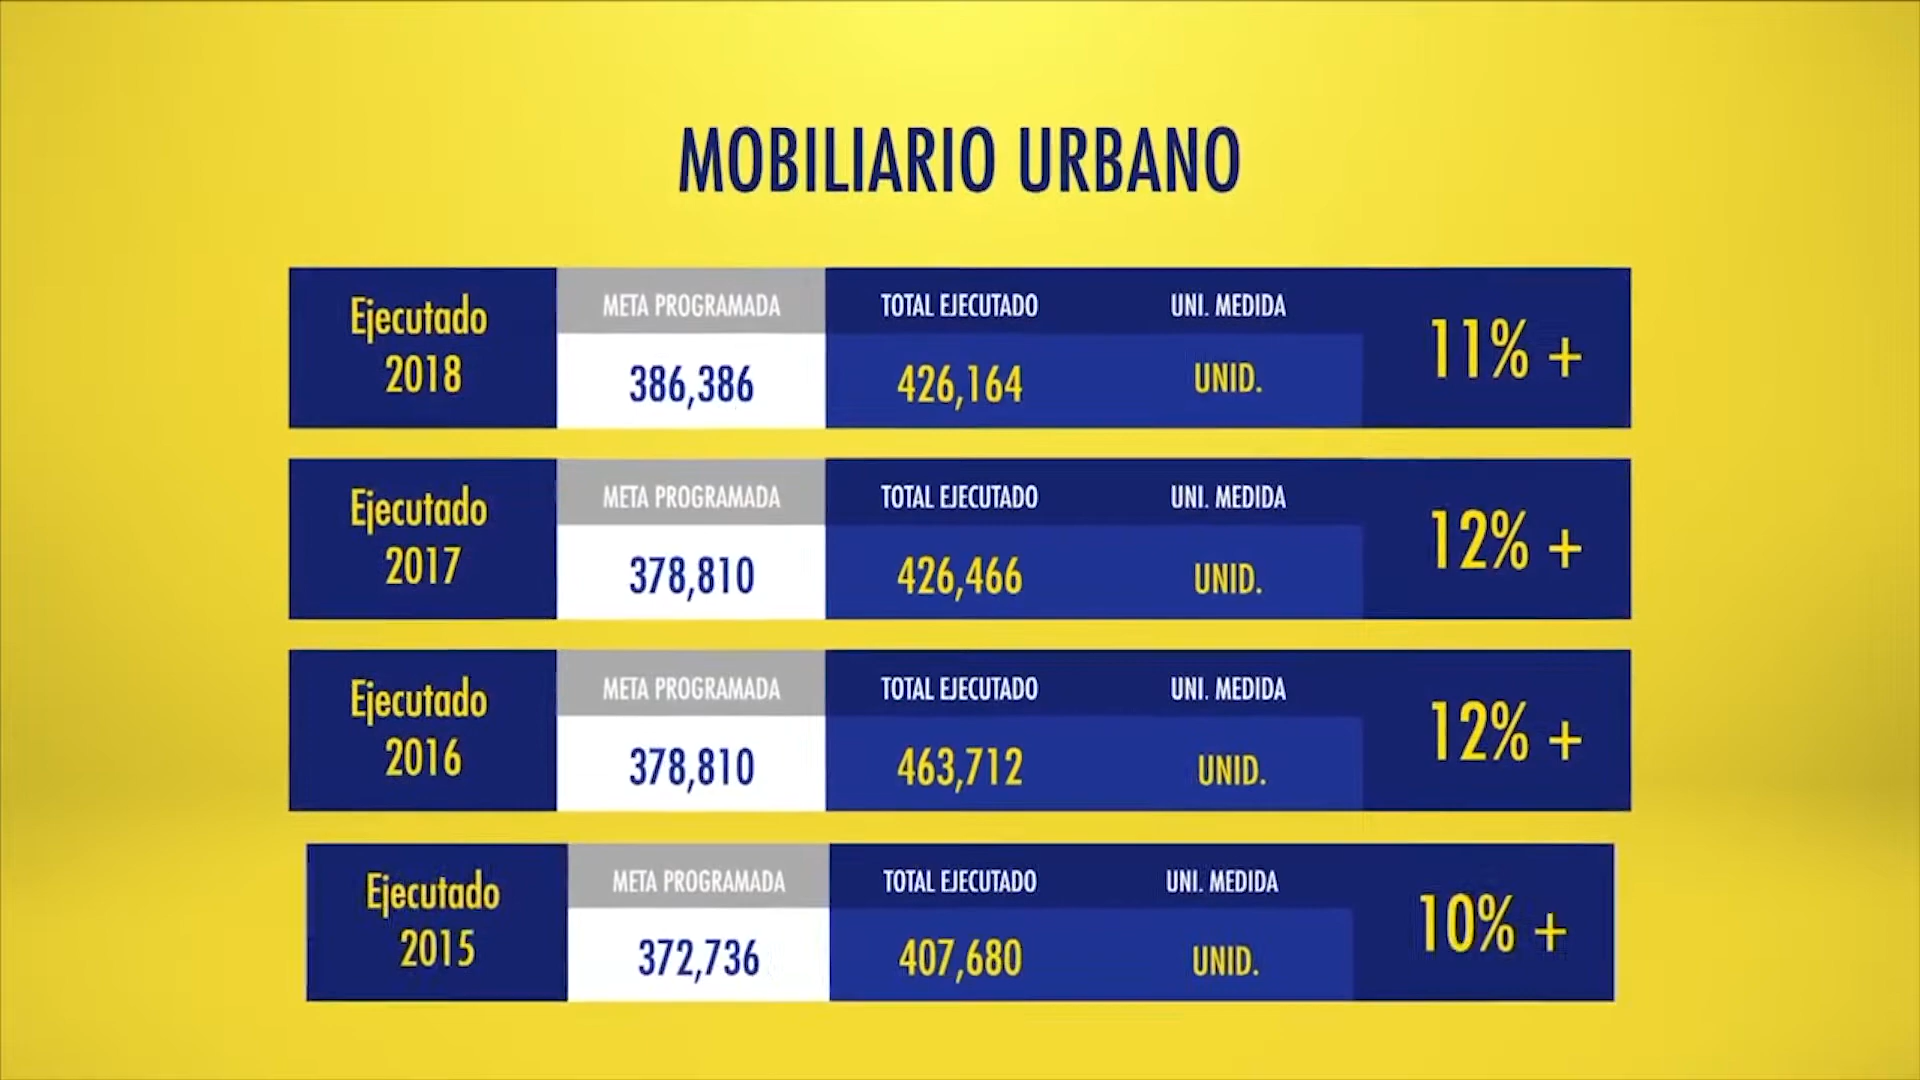 MOBILIARIO URBANO
Ejecutado
2018
META PROGRAMADA
386,386
TOTAL EJECUTADO
426,164
UNI. MEDIDA
UNID.
11% +
Ejecutado
2017
META PROGRAMADA
378,810
TOTAL EJECUTADO
426,466
UNI. MEDIDA
UNID.
12% +
Ejecutado
2016
META PROGRAMADA
378,810
TOTAL EJECUTADO
463,712
UNI. MEDIDA
UNID.
12% +
Ejecutado
2015
META PROGRAMADA
372,736
TOTAL EJECUTADO
407,680
UNI. MEDIDA
UNID.
10% +